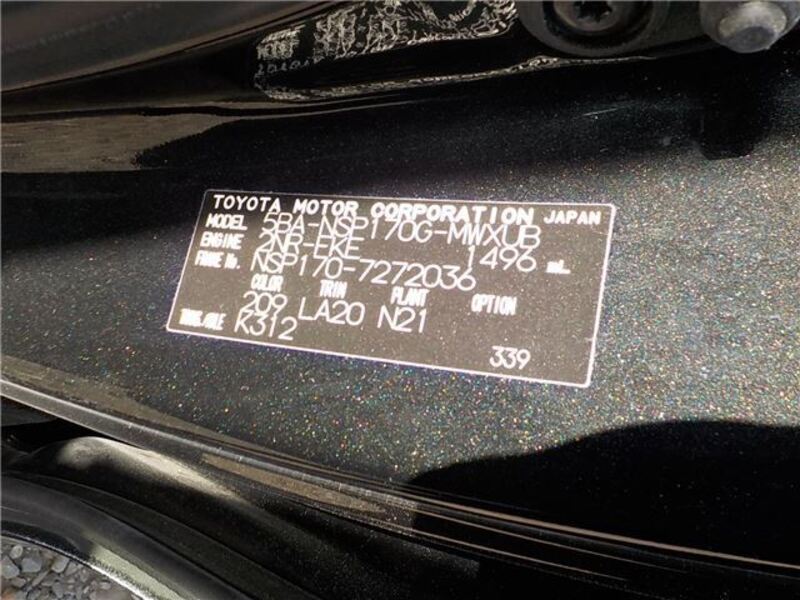 TOYOTA MOTOR CORPORATION JAPAN
MODEL 5BA-NSP170G-MWXUB
ENGINE 2NR-FKE 1496 mL
FRAME No. NSP170-7272036
COLOR TRIM PLANT OPTION
209 LA20 N21
TRANS.AXLE K312
339